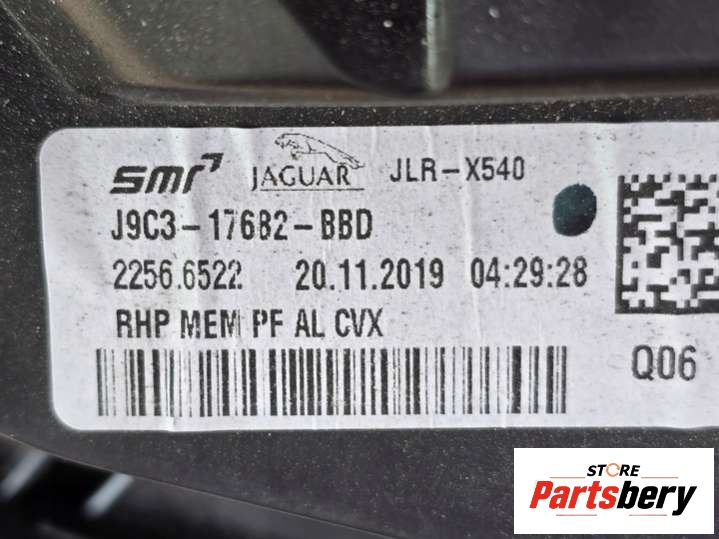 smr JAGUAR JLR-X540
J9C3-17682-BBD
2256.6522 20.11.2019 04:29:28
RHP MEM PF AL CVX
Q06
STORE
Partsbery